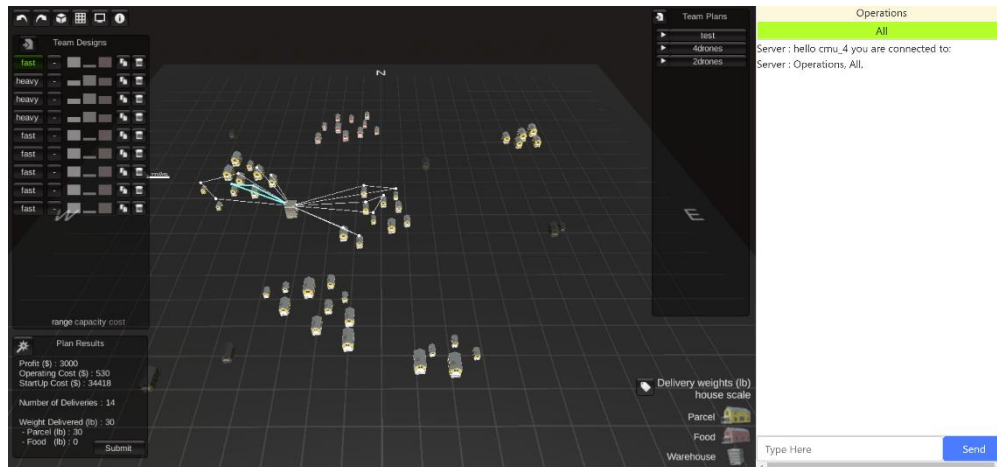 Team Designs
fast -
heavy -
heavy -
heavy -
fast -
fast -
fast -
fast -
fast -
range capacity cost
Plan Results
Profit ($) : 3000
Operating Cost ($) : 530
StartUp Cost ($) : 34418
Number of Deliveries : 14
Weight Delivered (lb) : 30
- Parcel (lb) : 30
- Food (lb) : 0
Submit
N
mile
W
E
Team Plans
test
4drones
2drones
Delivery weights (lb)
house scale
Parcel
Food
Warehouse
Operations
All
Server : hello cmu_4 you are connected to:
Server : Operations, All,
Type Here
Send